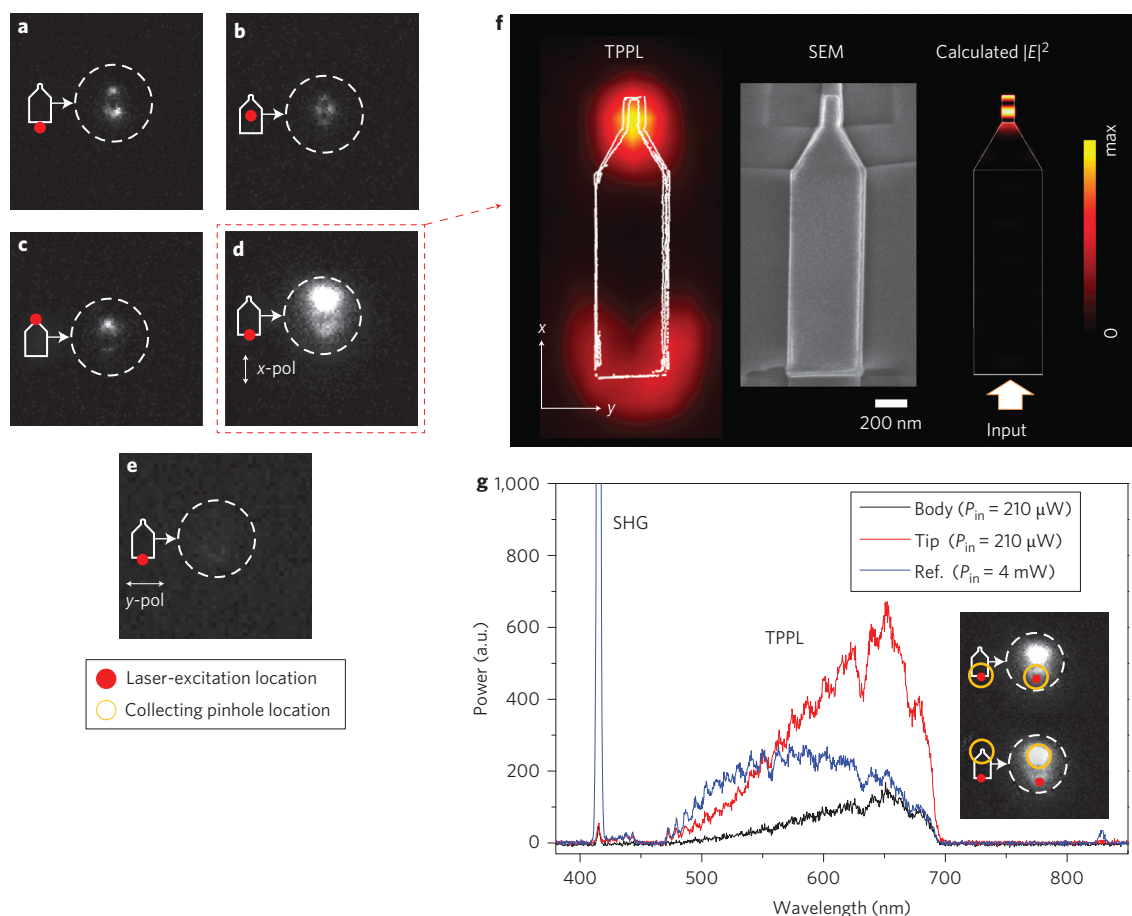 a
b
c
d
x-pol
e
y-pol
Laser-excitation location
Collecting pinhole location
f
TPPL
SEM
Calculated |E|²
max
0
x
y
200 nm
Input
g
1,000
800
600
400
200
0
Power (a.u.)
SHG
TPPL
Body (Pin = 210 μW)
Tip (Pin = 210 μW)
Ref. (Pin = 4 mW)
400 500 600 700 800
Wavelength (nm)